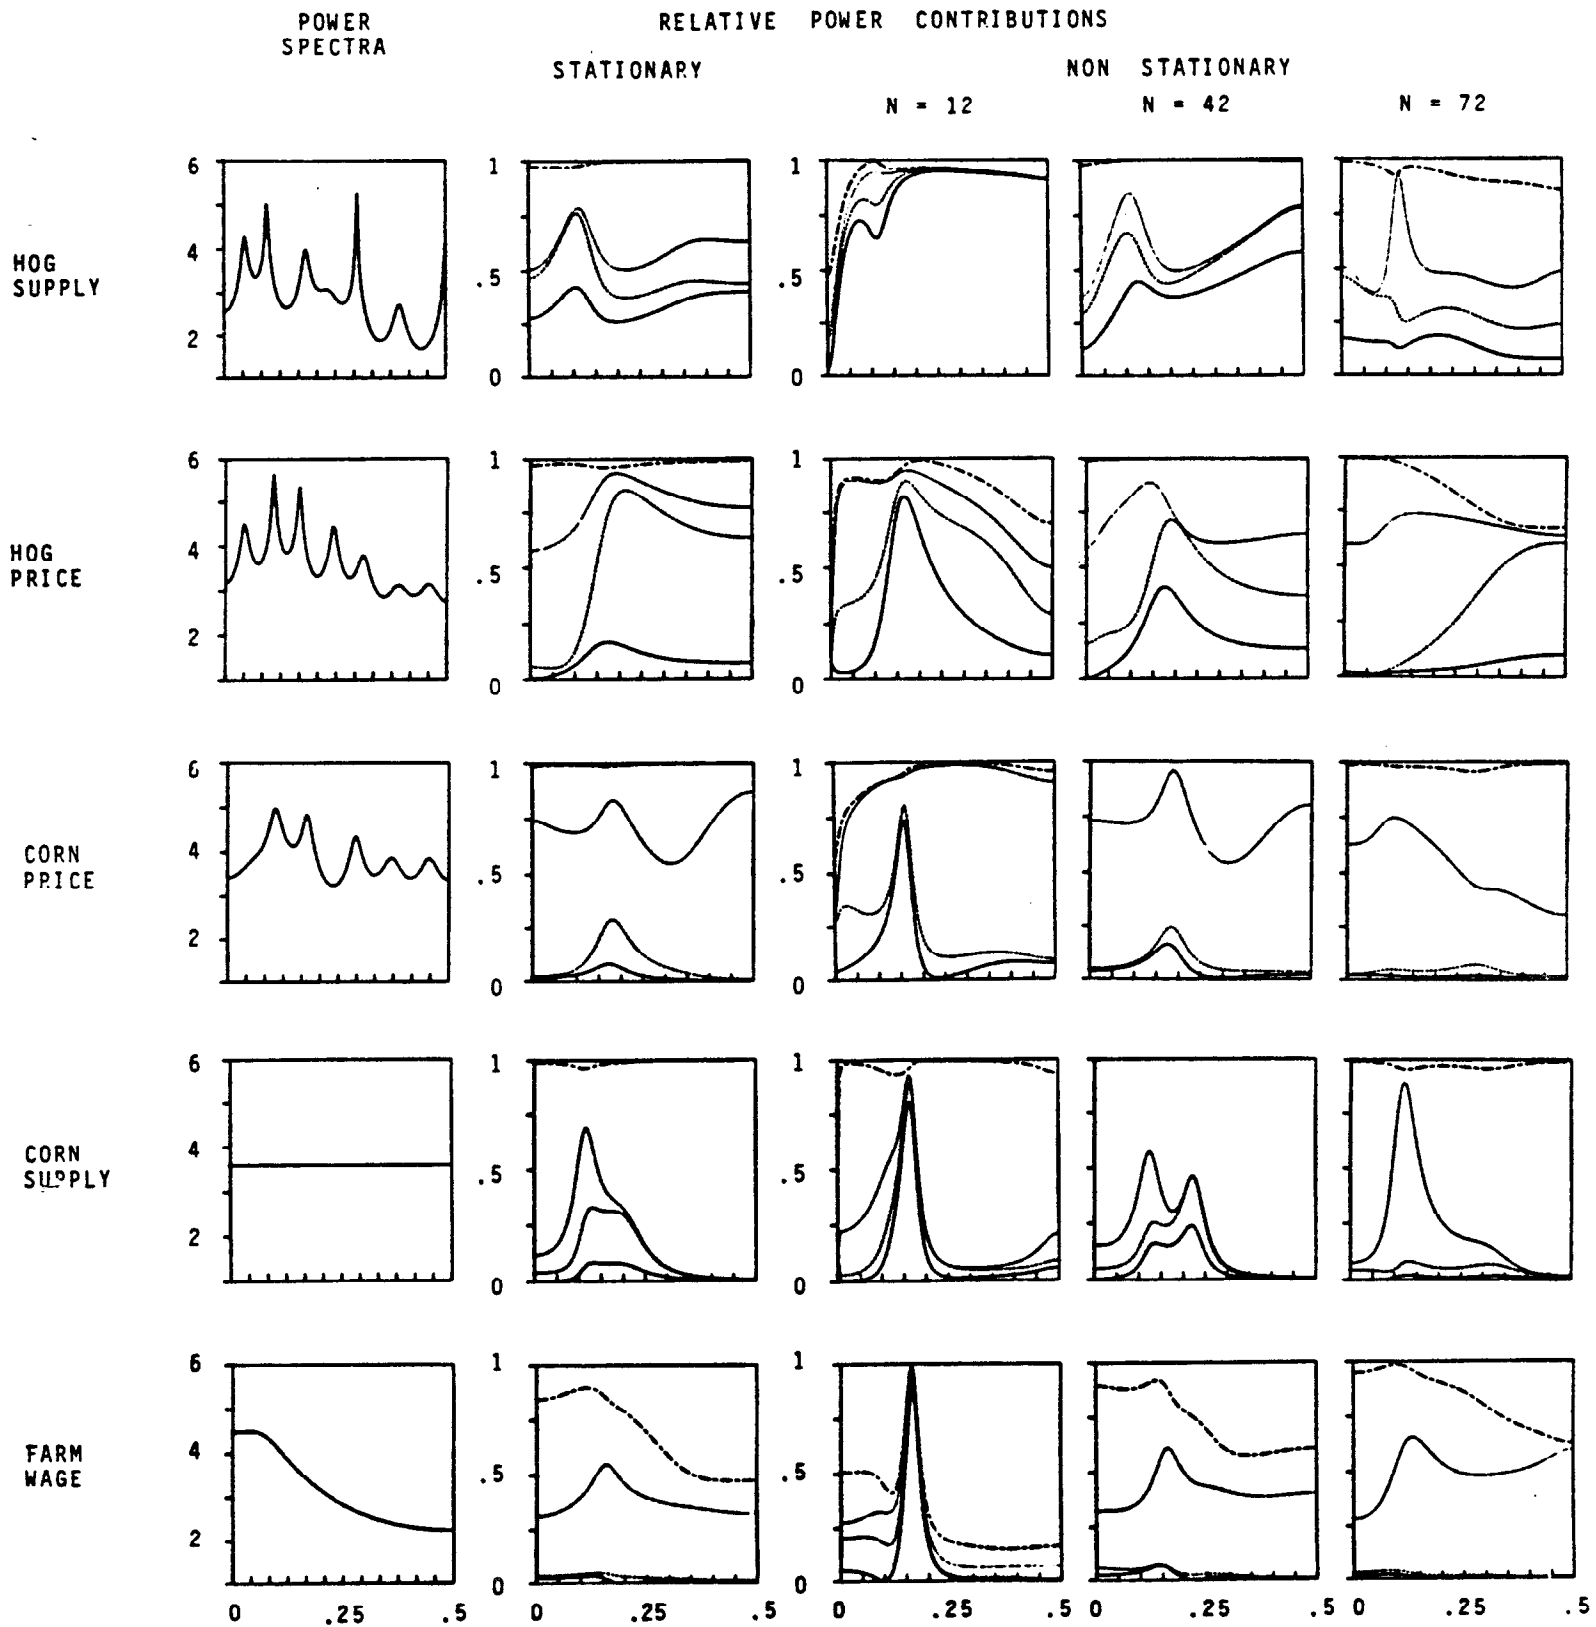 POWER
SPECTRA
RELATIVE POWER CONTRIBUTIONS
STATIONARY
NON STATIONARY
N = 12
N = 42
N = 72
HOG
SUPPLY
6
4
2
1
.5
0
1
.5
0
HOG
PRICE
6
4
2
1
.5
0
1
.5
0
CORN
PRICE
6
4
2
1
.5
0
1
.5
0
CORN
SUPPLY
6
4
2
1
.5
0
1
.5
0
FARM
WAGE
6
4
2
1
.5
0
1
.5
0
0 .25 .5
0 .25 .5
0 .25 .5
0 .25 .5
0 .25 .5